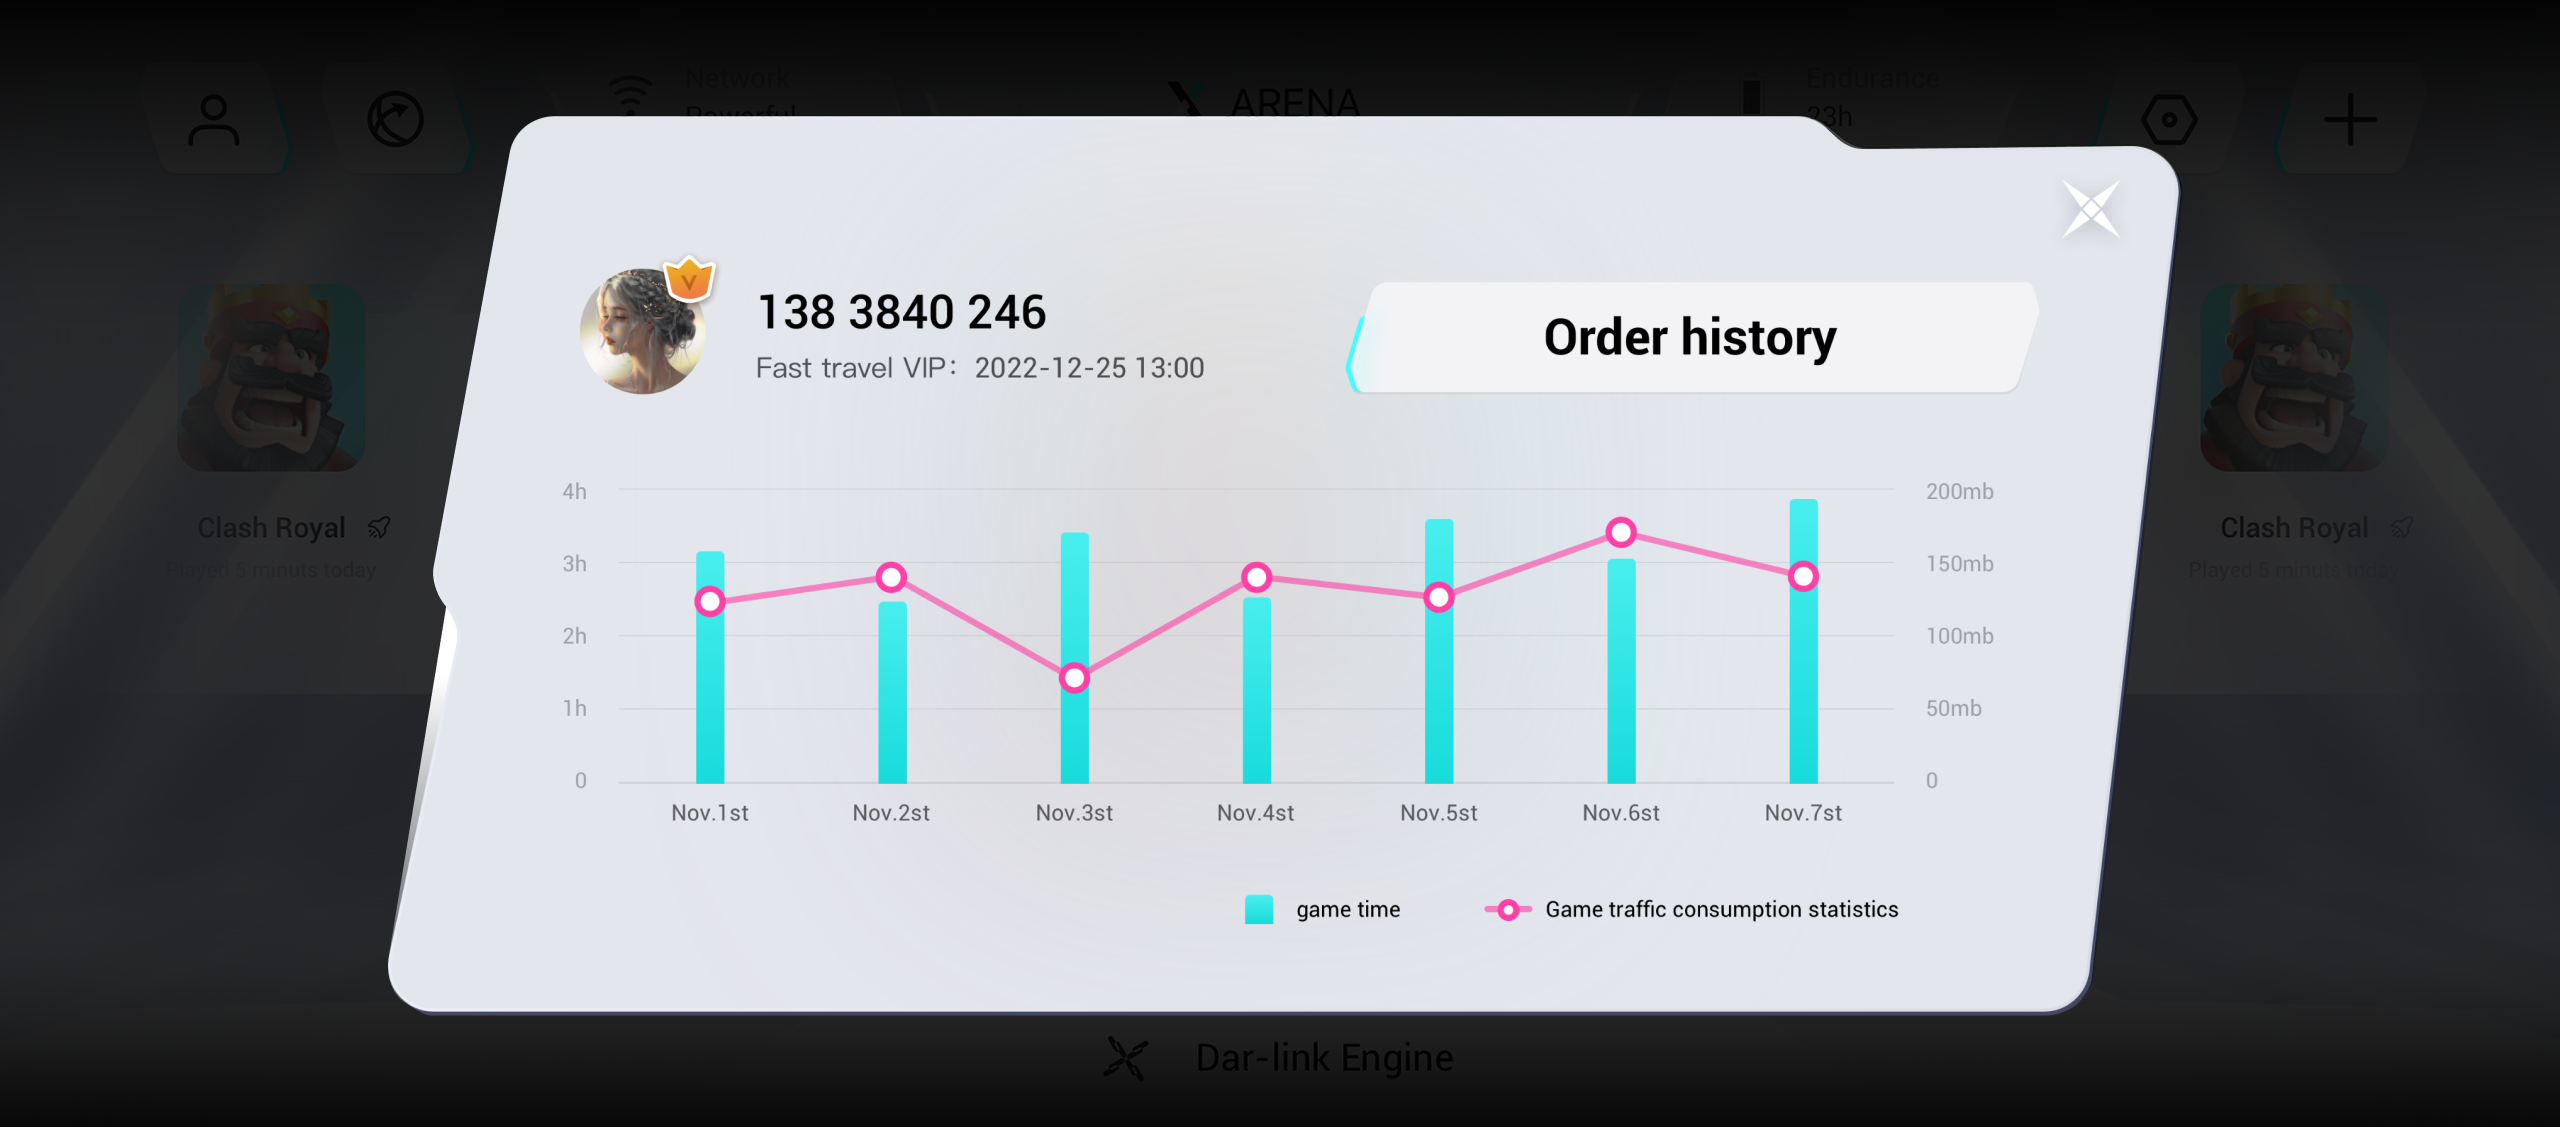 Network
Powerful
ARENA
Endurance
23h
138 3840 246
Fast travel VIP: 2022-12-25 13:00
Order history
4h
3h
2h
1h
0
200mb
150mb
100mb
50mb
0
Nov.1st
Nov.2st
Nov.3st
Nov.4st
Nov.5st
Nov.6st
Nov.7st
game time
Game traffic consumption statistics
Clash Royal
Played 5 minuts today
Clash Royal
Played 5 minuts today
Dar-link Engine